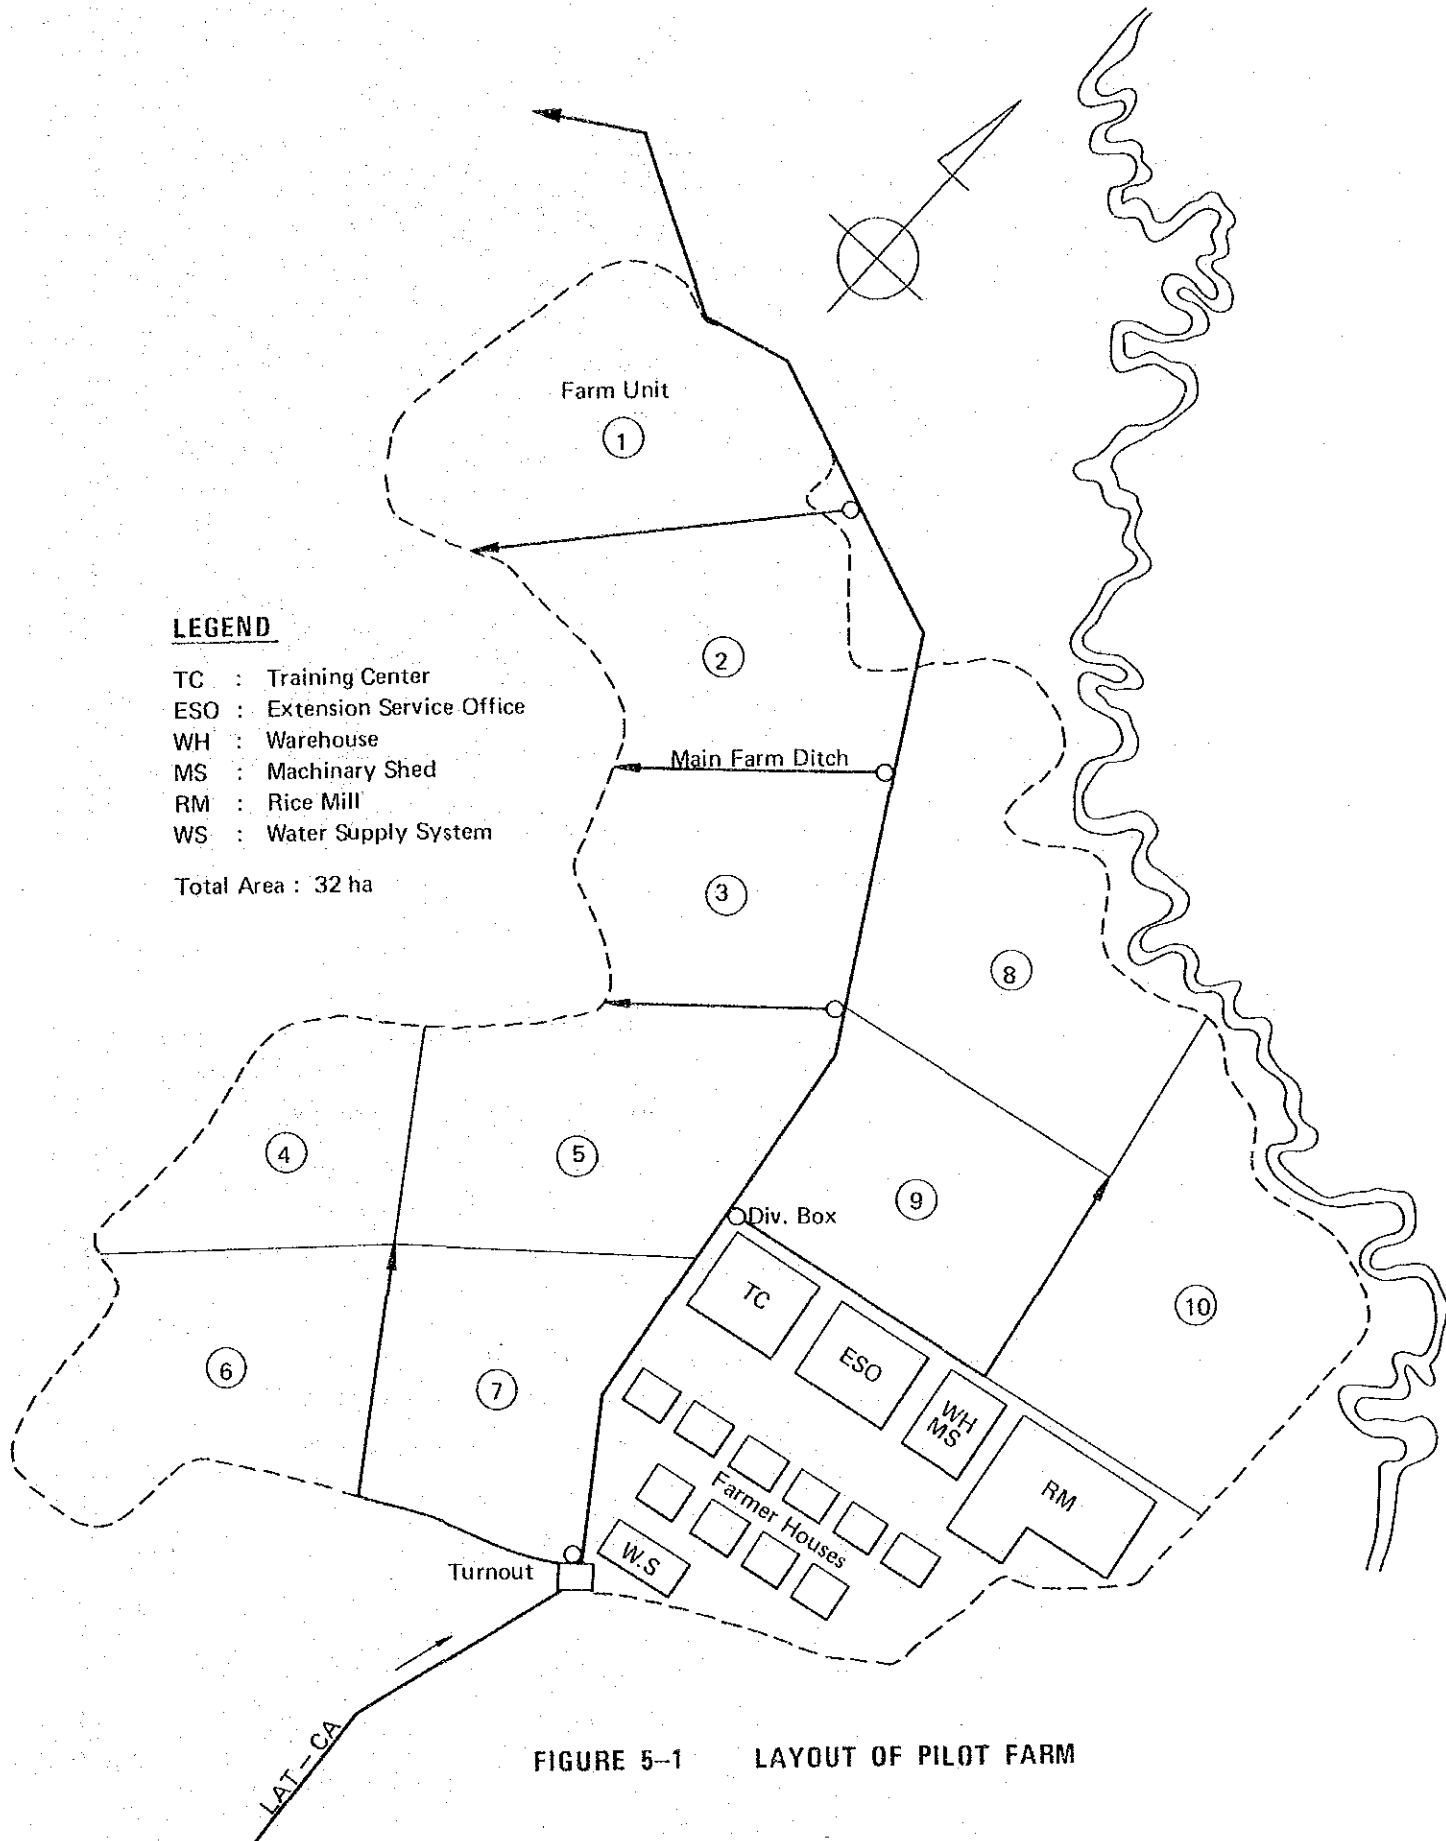 Farm Unit
1
LEGEND
TC : Training Center
ESO : Extension Service Office
WH : Warehouse
MS : Machinary Shed
RM : Rice Mill
WS : Water Supply System
Total Area : 32 ha
2
Main Farm Ditch
3
8
4
5
9
Div. Box
TC
10
ESO
6
7
WH
MS
RM
Farmer Houses
W.S
Turnout
LAT-CA
FIGURE 5-1 LAYOUT OF PILOT FARM